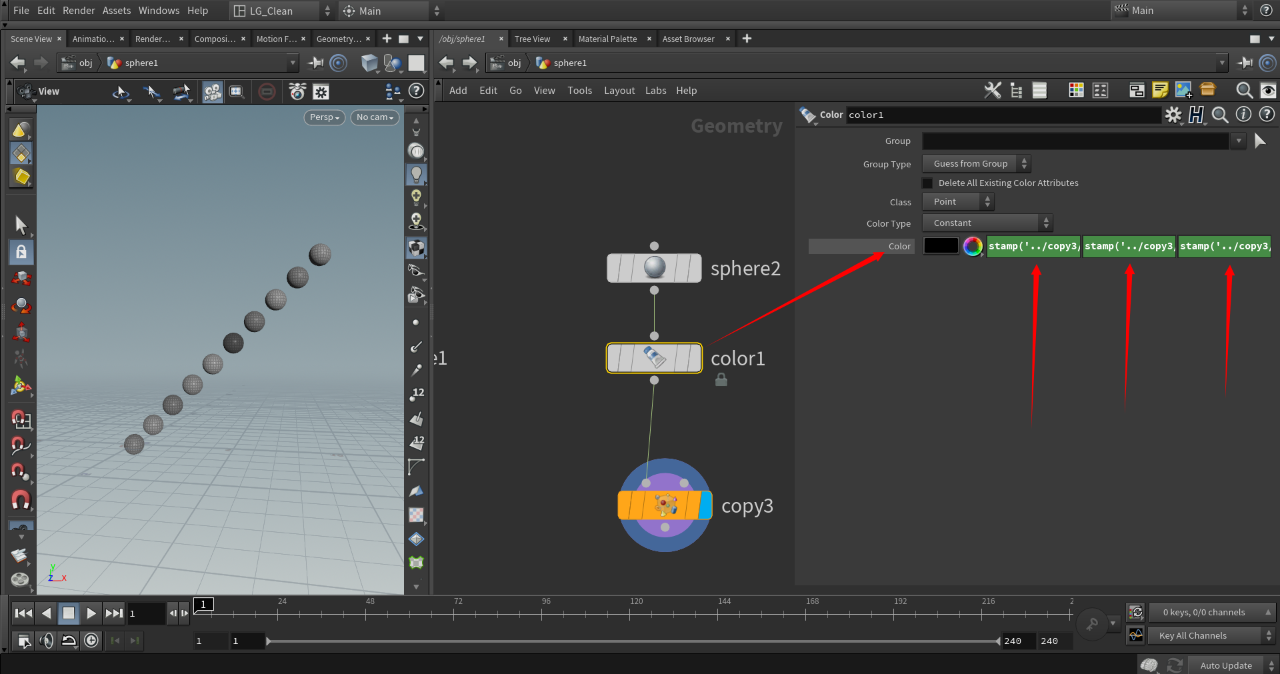 File Edit Render Assets Windows Help LG_Clean Main Main
Scene View Animatio... Render... Composi... Motion F... Geometry... /obj/sphere1 Tree View Material Palette Asset Browser
obj sphere1 obj sphere1
View Add Edit Go View Tools Layout Labs Help
Persp No cam Geometry Color color1
Group
Group Type Guess from Group
Delete All Existing Color Attributes
Class Point
Color Type Constant
Color stamp('../copy3, stamp('../copy3, stamp('../copy3,
sphere2
e1 color1
12
12
copy3
y
z x
1 1 24 48 72 96 120 144 168 192 216 2 0 keys, 0/0 channels
1 1 240 240 Key All Channels
Auto Update